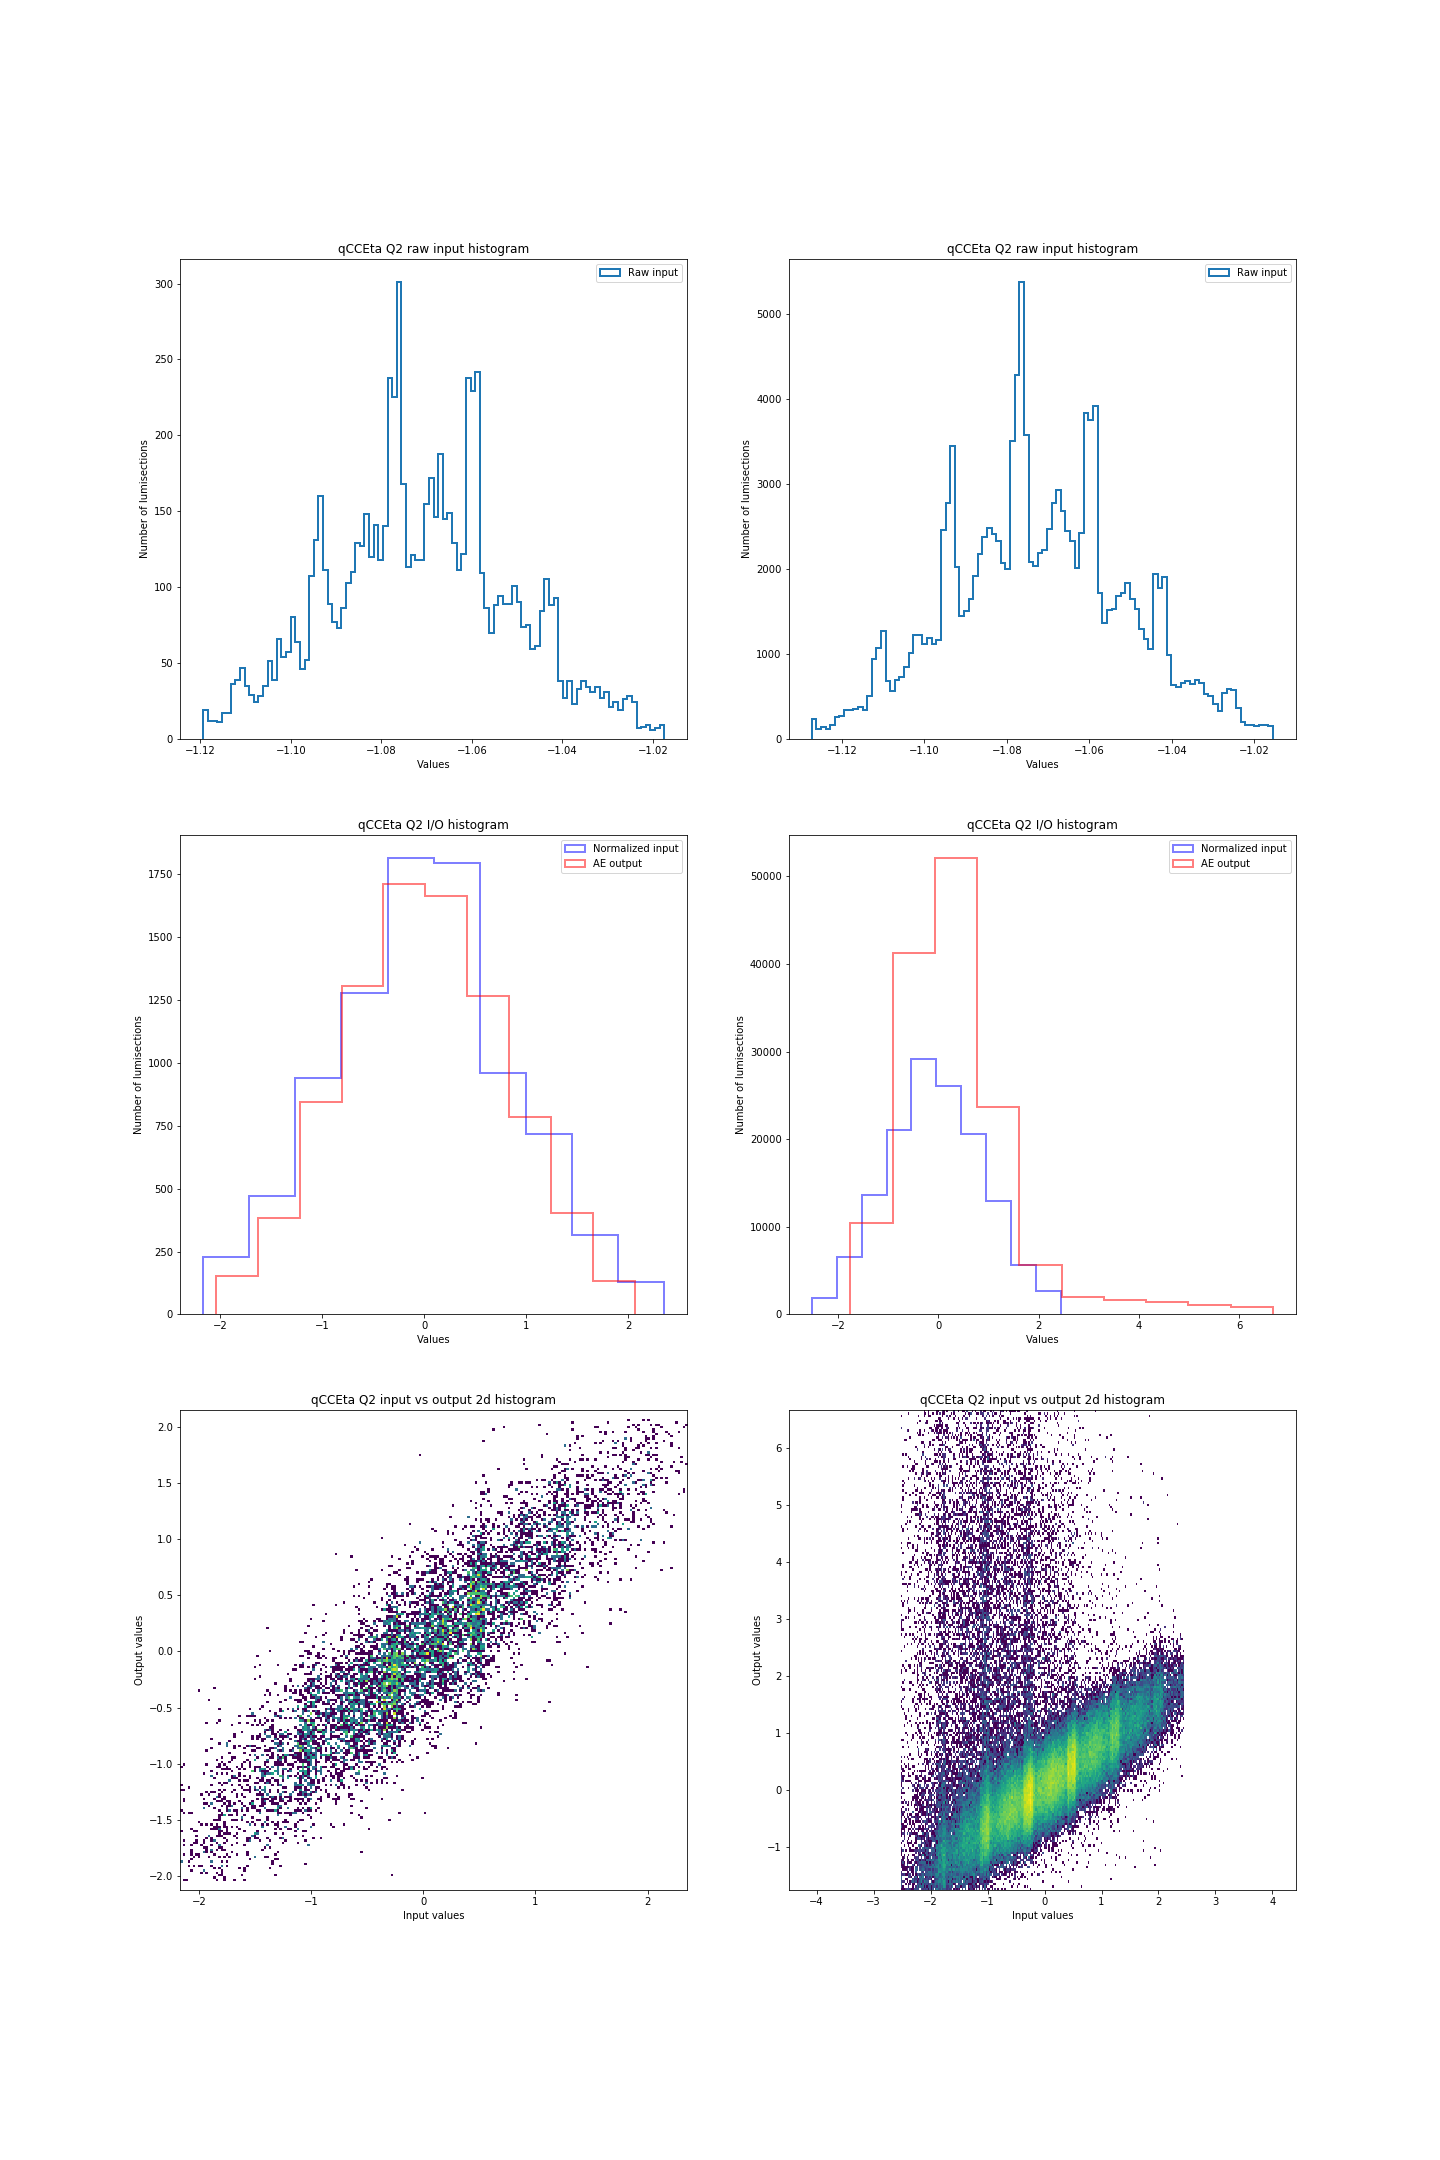 qCCEta Q2 raw input histogram
Raw input
300
250
200
150
100
50
0
Number of lumisections
−1.12 −1.10 −1.08 −1.06 −1.04 −1.02
Values
qCCEta Q2 raw input histogram
Raw input
5000
4000
3000
2000
1000
0
Number of lumisections
−1.12 −1.10 −1.08 −1.06 −1.04 −1.02
Values
qCCEta Q2 I/O histogram
Normalized input
AE output
1750
1500
1250
1000
750
500
250
0
Number of lumisections
−2 −1 0 1 2
Values
qCCEta Q2 I/O histogram
Normalized input
AE output
50000
40000
30000
20000
10000
0
Number of lumisections
−2 0 2 4 6
Values
qCCEta Q2 input vs output 2d histogram
2.0
1.5
1.0
0.5
0.0
−0.5
−1.0
−1.5
−2.0
Output values
−2 −1 0 1 2
Input values
qCCEta Q2 input vs output 2d histogram
6
5
4
3
2
1
0
−1
Output values
−4 −3 −2 −1 0 1 2 3 4
Input values